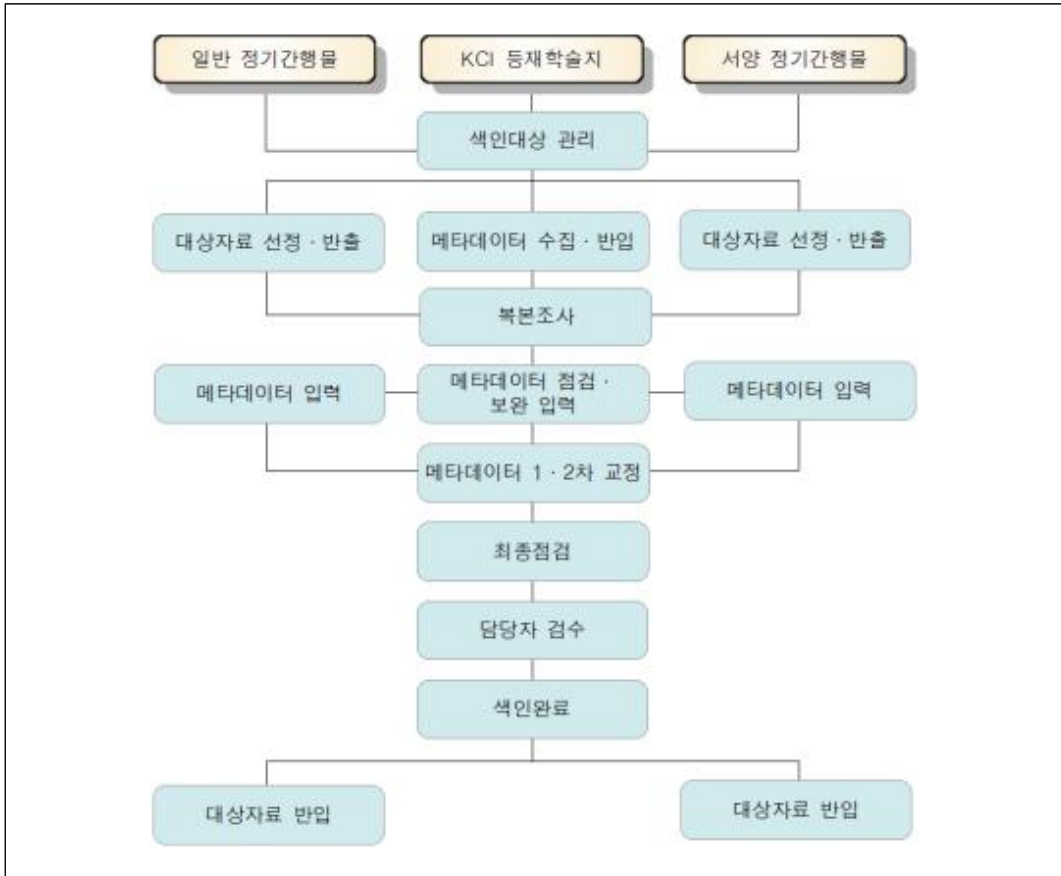 일반 정기간행물
KCI 등재학술지
서양 정기간행물
색인대상 관리
대상자료 선정·반출
메타데이터 수집·반입
대상자료 선정·반출
복본조사
메타데이터 입력
메타데이터 점검·
보완 입력
메타데이터 입력
메타데이터 1·2차 교정
최종점검
담당자 검수
색인완료
대상자료 반입
대상자료 반입